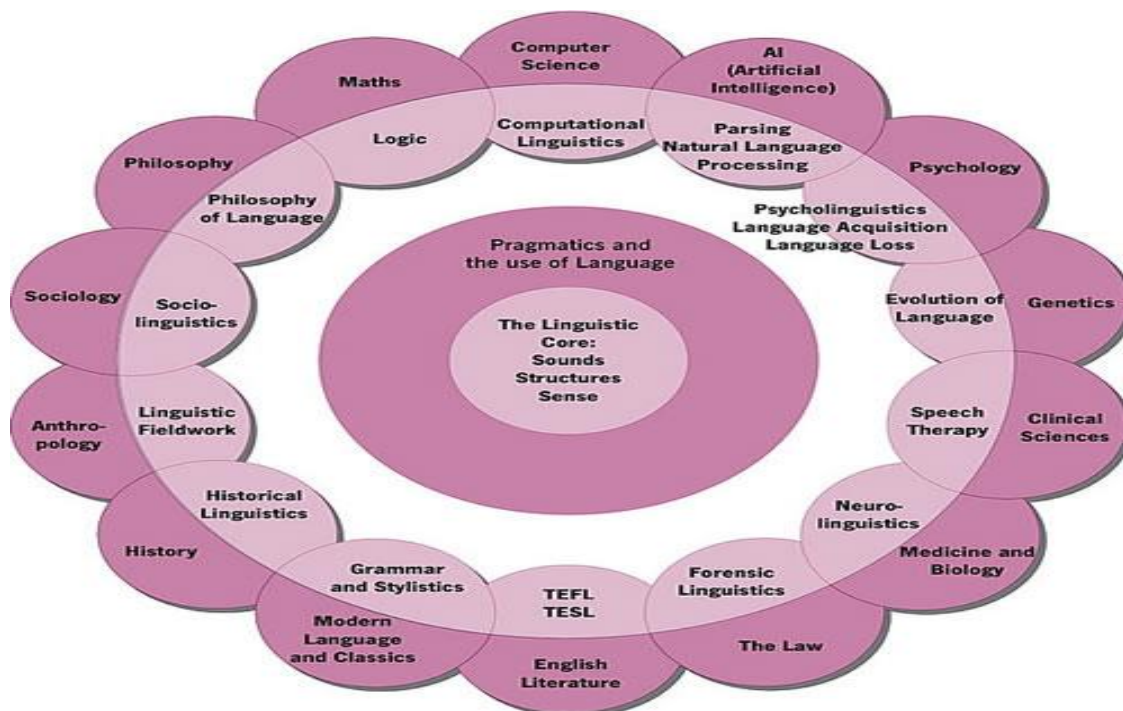 Computer
Science
AI
(Artificial
Intelligence)
Maths
Logic
Computational
Linguistics
Parsing
Natural Language
Processing
Philosophy
Philosophy
of Language
Psychology
Psycholinguistics
Language Acquisition
Language Loss
Pragmatics and
the use of Language
Sociology
Socio-
linguistics
Evolution of
Language
Genetics
The Linguistic
Core:
Sounds
Structures
Sense
Anthro-
pology
Linguistic
Fieldwork
Speech
Therapy
Clinical
Sciences
Historical
Linguistics
History
Neuro-
linguistics
Medicine and
Biology
Grammar
and Stylistics
Modern
Language
and Classics
TEFL
TESL
English
Literature
Forensic
Linguistics
The Law